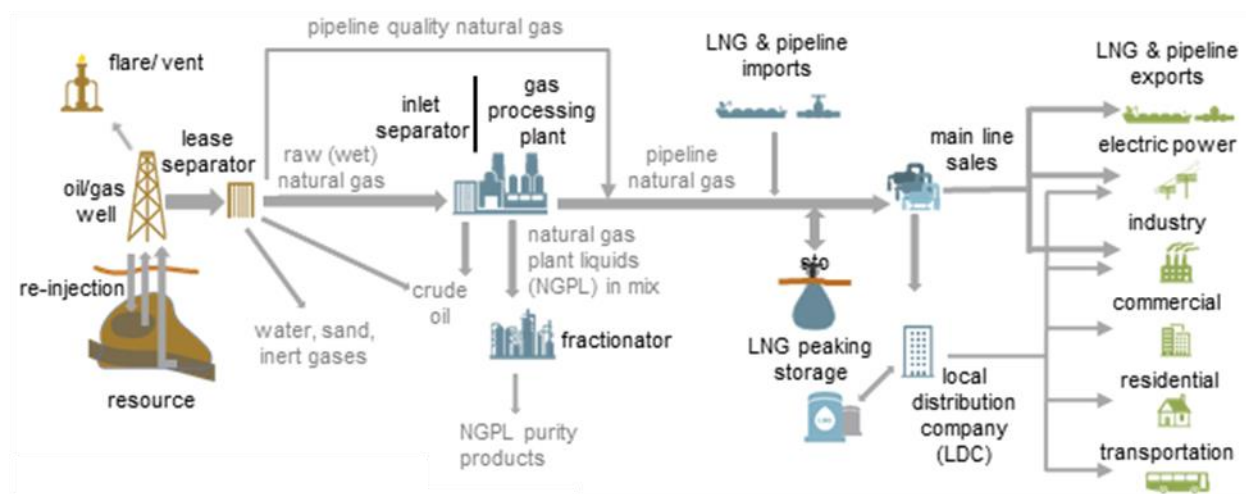 pipeline quality natural gas
flare/ vent
LNG & pipeline
imports
LNG & pipeline
exports
inlet
separator
gas
processing
plant
lease
separator
raw (wet)
natural gas
pipeline
natural gas
main line
sales
electric power
oil/gas
well
industry
natural gas
plant liquids
(NGPL) in mix
sto
re-injection
crude
oil
commercial
water, sand,
inert gases
fractionator
LNG peaking
storage
residential
resource
local
distribution
company
(LDC)
LNG
NGPL purity
products
transportation